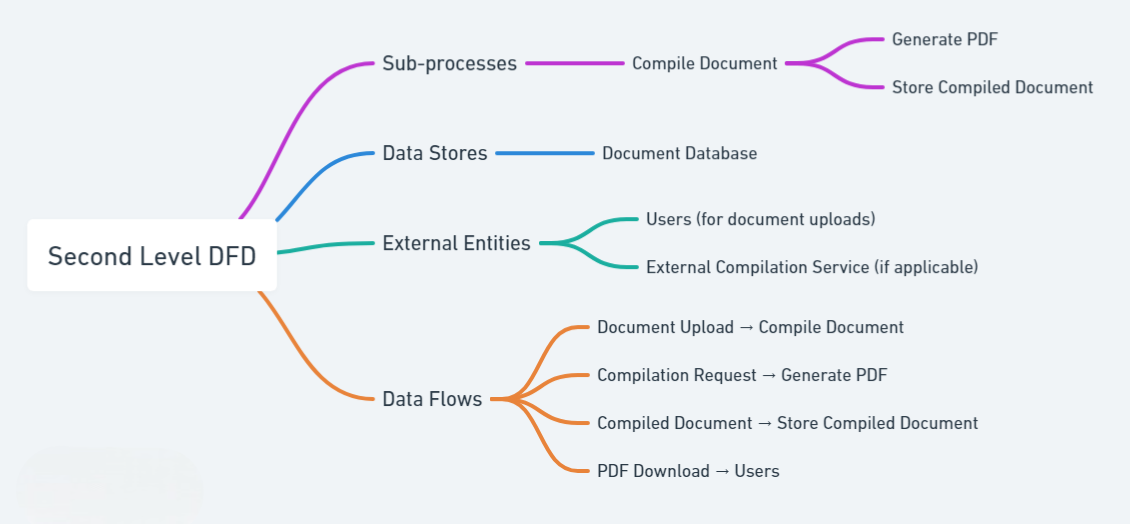 Second Level DFD
Sub-processes
Compile Document
Generate PDF
Store Compiled Document
Data Stores
Document Database
External Entities
Users (for document uploads)
External Compilation Service (if applicable)
Data Flows
Document Upload → Compile Document
Compilation Request → Generate PDF
Compiled Document → Store Compiled Document
PDF Download → Users